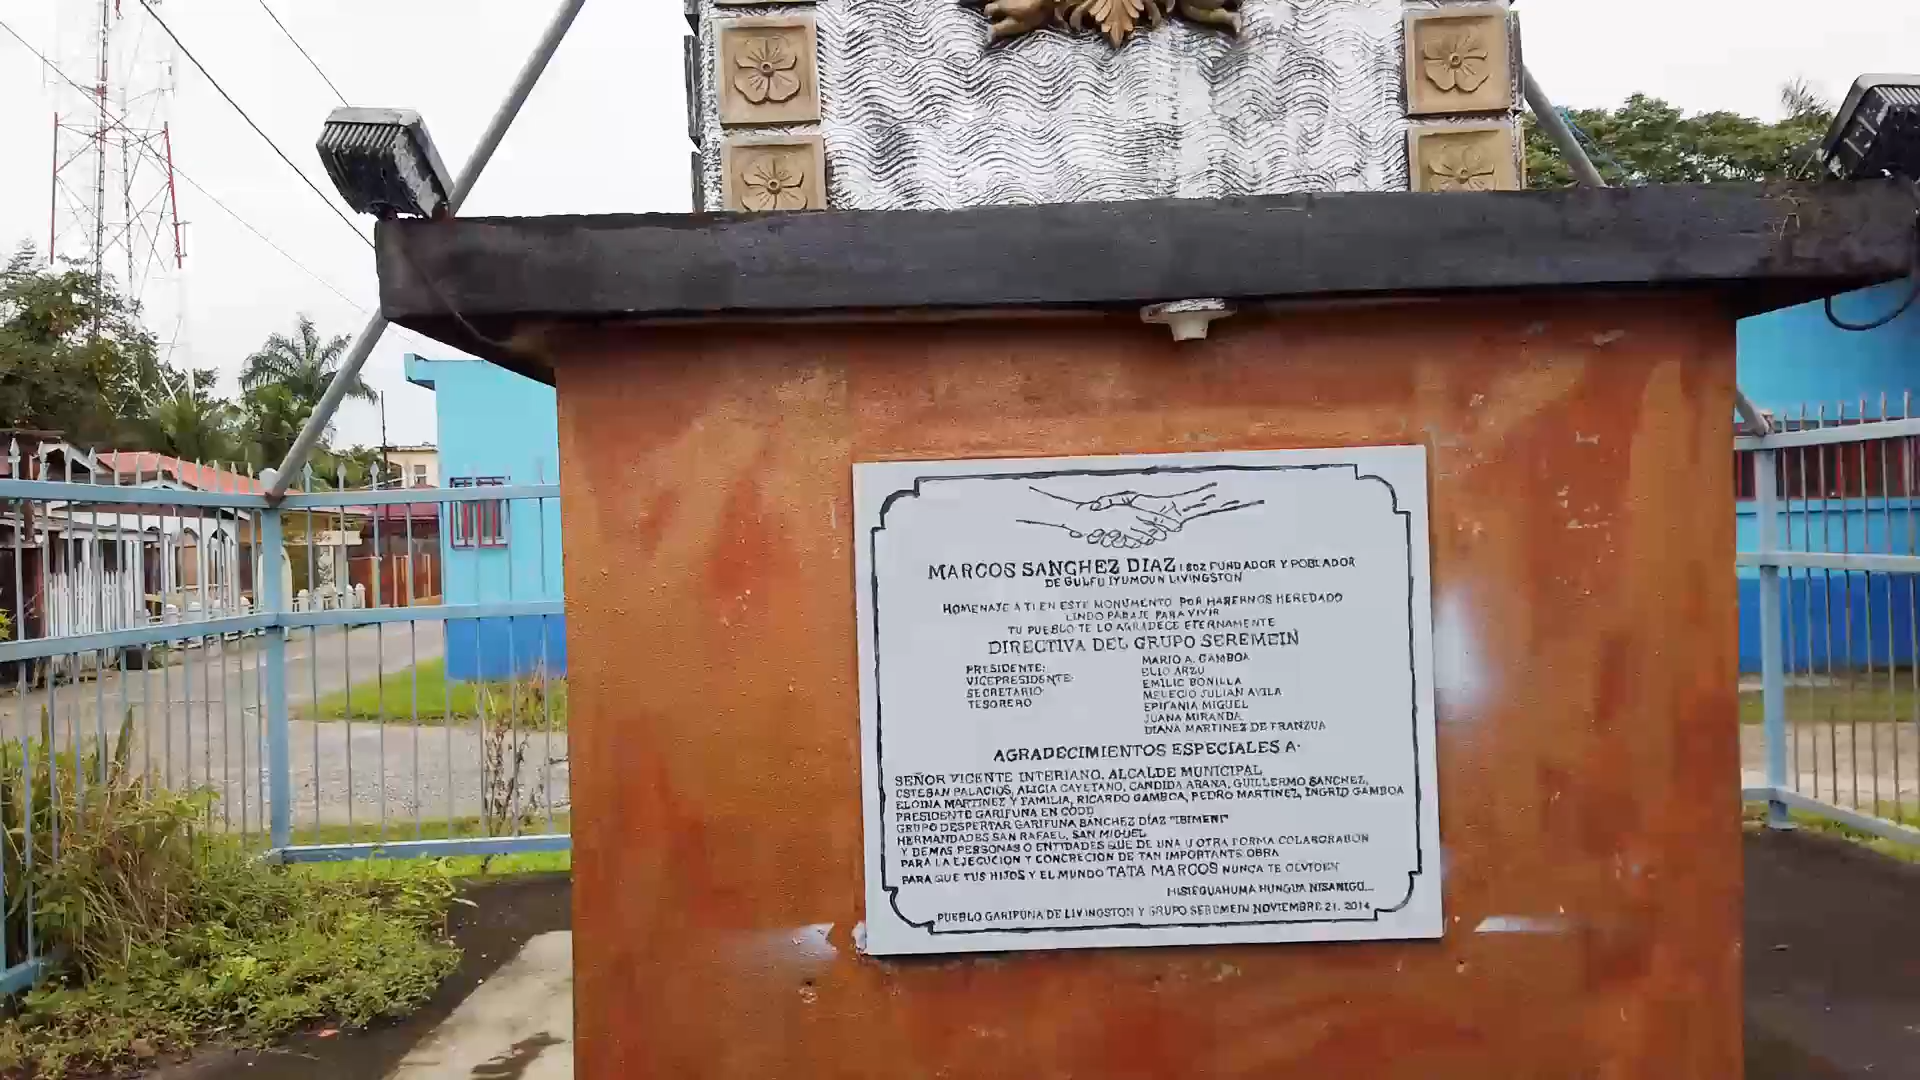 MARCOS SANCHEZ DIAZ 1802 FUNDADOR Y POBLADOR
DE GULFU IYUMOUN LIVINGSTON
HOMENAJE A TI EN ESTE MONUMENTO POR HABERNOS HEREDADO
LINDO PARAJE PARA VIVIR
TU PUEBLO TE LO AGRADECE ETERNAMENTE
DIRECTIVA DEL GRUPO SEREMEIN
PRESIDENTE: MARIO A. GAMBOA
VICEPRESIDENTE: ELIO ARZU
SECRETARIO EMILIC BONILLA
TESORERO MELECIO JULIAN AVILA
EPIFANIA MIGUEL
JUANA MIRANDA
DIANA MARTINEZ DE FRANZUA
AGRADECIMIENTOS ESPECIALES A:
SEÑOR VICENTE INTERIANO, ALCALDE MUNICIPAL
ESTEBAN PALACIOS, ALICIA CAYETANO, CANDIDA ARANA, GUILLERMO SANCHEZ,
ELOINA MARTINEZ Y FAMILIA, RICARDO GAMBOA, PEDRO MARTINEZ, INGRID GAMBOA
PRESIDENTE GARIFUNA EN CODD
GRUPO DESPERTAR GARIFUNA SANCHEZ DÍAZ "IBIMENI"
HERMANDADES SAN RAFAEL, SAN MIGUEL
Y DEMAS PERSONAS O ENTIDADES QUE DE UNA U OTRA FORMA COLABORARON
PARA LA EJECUCION Y CONCRECION DE TAN IMPORTANTE OBRA
PARA QUE TUS HIJOS Y EL MUNDO TATA MARCOS NUNCA TE OLVIDEN
HUNGUA NISANIGU...
PUEBLO GARIFUNA DE LIVINGSTON Y GRUPO SEREMEIN NOVIEMBRE 21, 2014